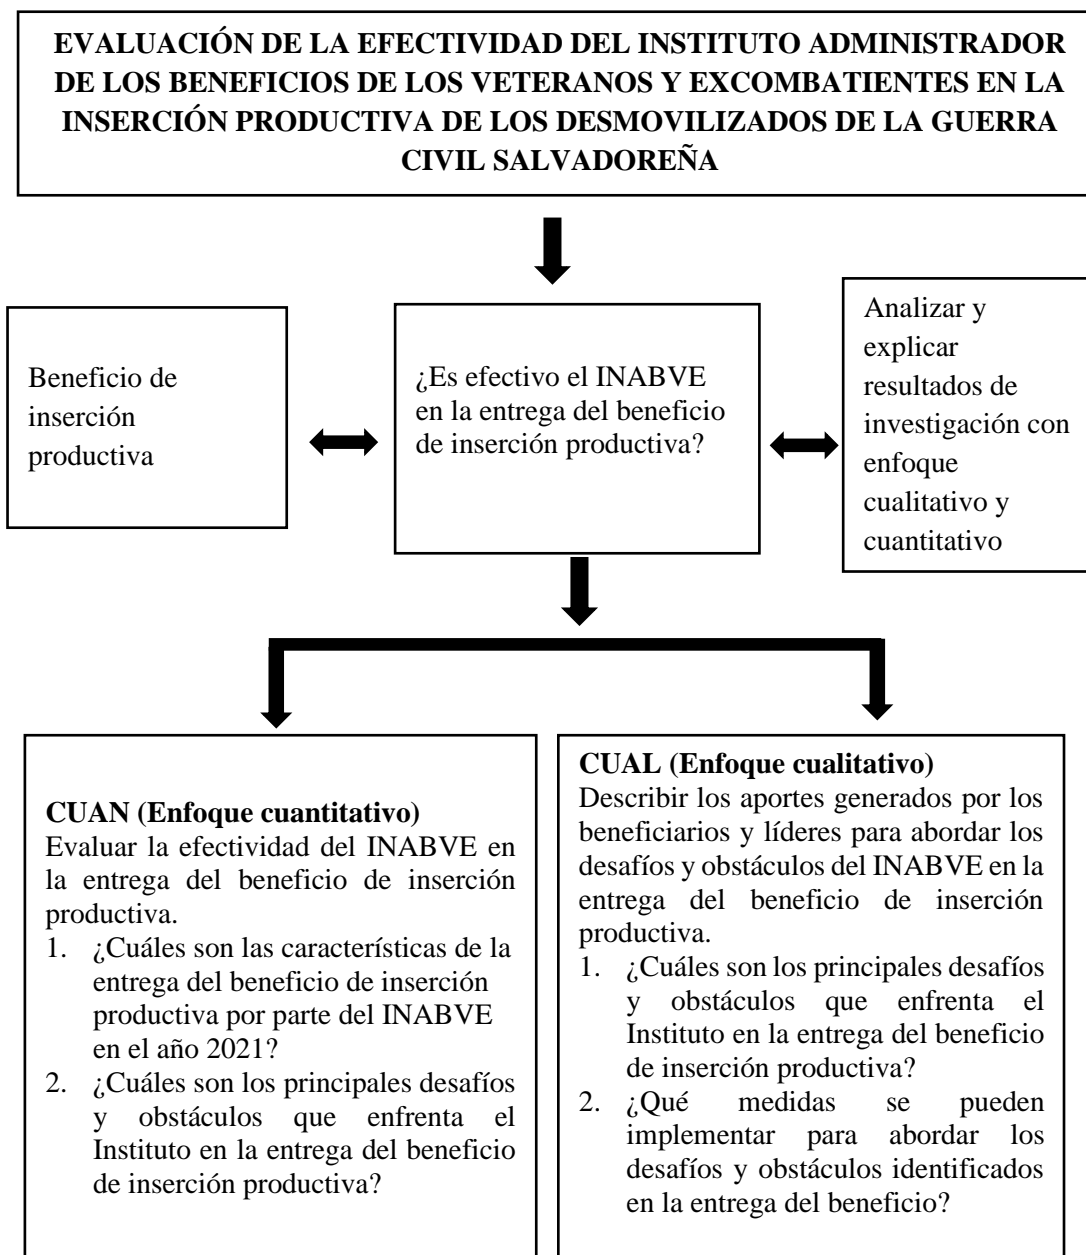 EVALUACIÓN DE LA EFECTIVIDAD DEL INSTITUTO ADMINISTRADOR
DE LOS BENEFICIOS DE LOS VETERANOS Y EXCOMBATIENTES EN LA
INSERCIÓN PRODUCTIVA DE LOS DESMOVILIZADOS DE LA GUERRA
CIVIL SALVADOREÑA
Beneficio de
inserción
productiva
¿Es efectivo el INABVE
en la entrega del beneficio
de inserción productiva?
Analizar y
explicar
resultados de
investigación con
enfoque
cualitativo y
cuantitativo
CUAN (Enfoque cuantitativo)
Evaluar la efectividad del INABVE en
la entrega del beneficio de inserción
productiva.
1. ¿Cuáles son las características de la
entrega del beneficio de inserción
productiva por parte del INABVE
en el año 2021?
2. ¿Cuáles son los principales desafíos
y obstáculos que enfrenta el
Instituto en la entrega del beneficio
de inserción productiva?
CUAL (Enfoque cualitativo)
Describir los aportes generados por los
beneficiarios y líderes para abordar los
desafíos y obstáculos del INABVE en la
entrega del beneficio de inserción
productiva.
1. ¿Cuáles son los principales desafíos
y obstáculos que enfrenta el
Instituto en la entrega del beneficio
de inserción productiva?
2. ¿Qué medidas se pueden
implementar para abordar los
desafíos y obstáculos identificados
en la entrega del beneficio?